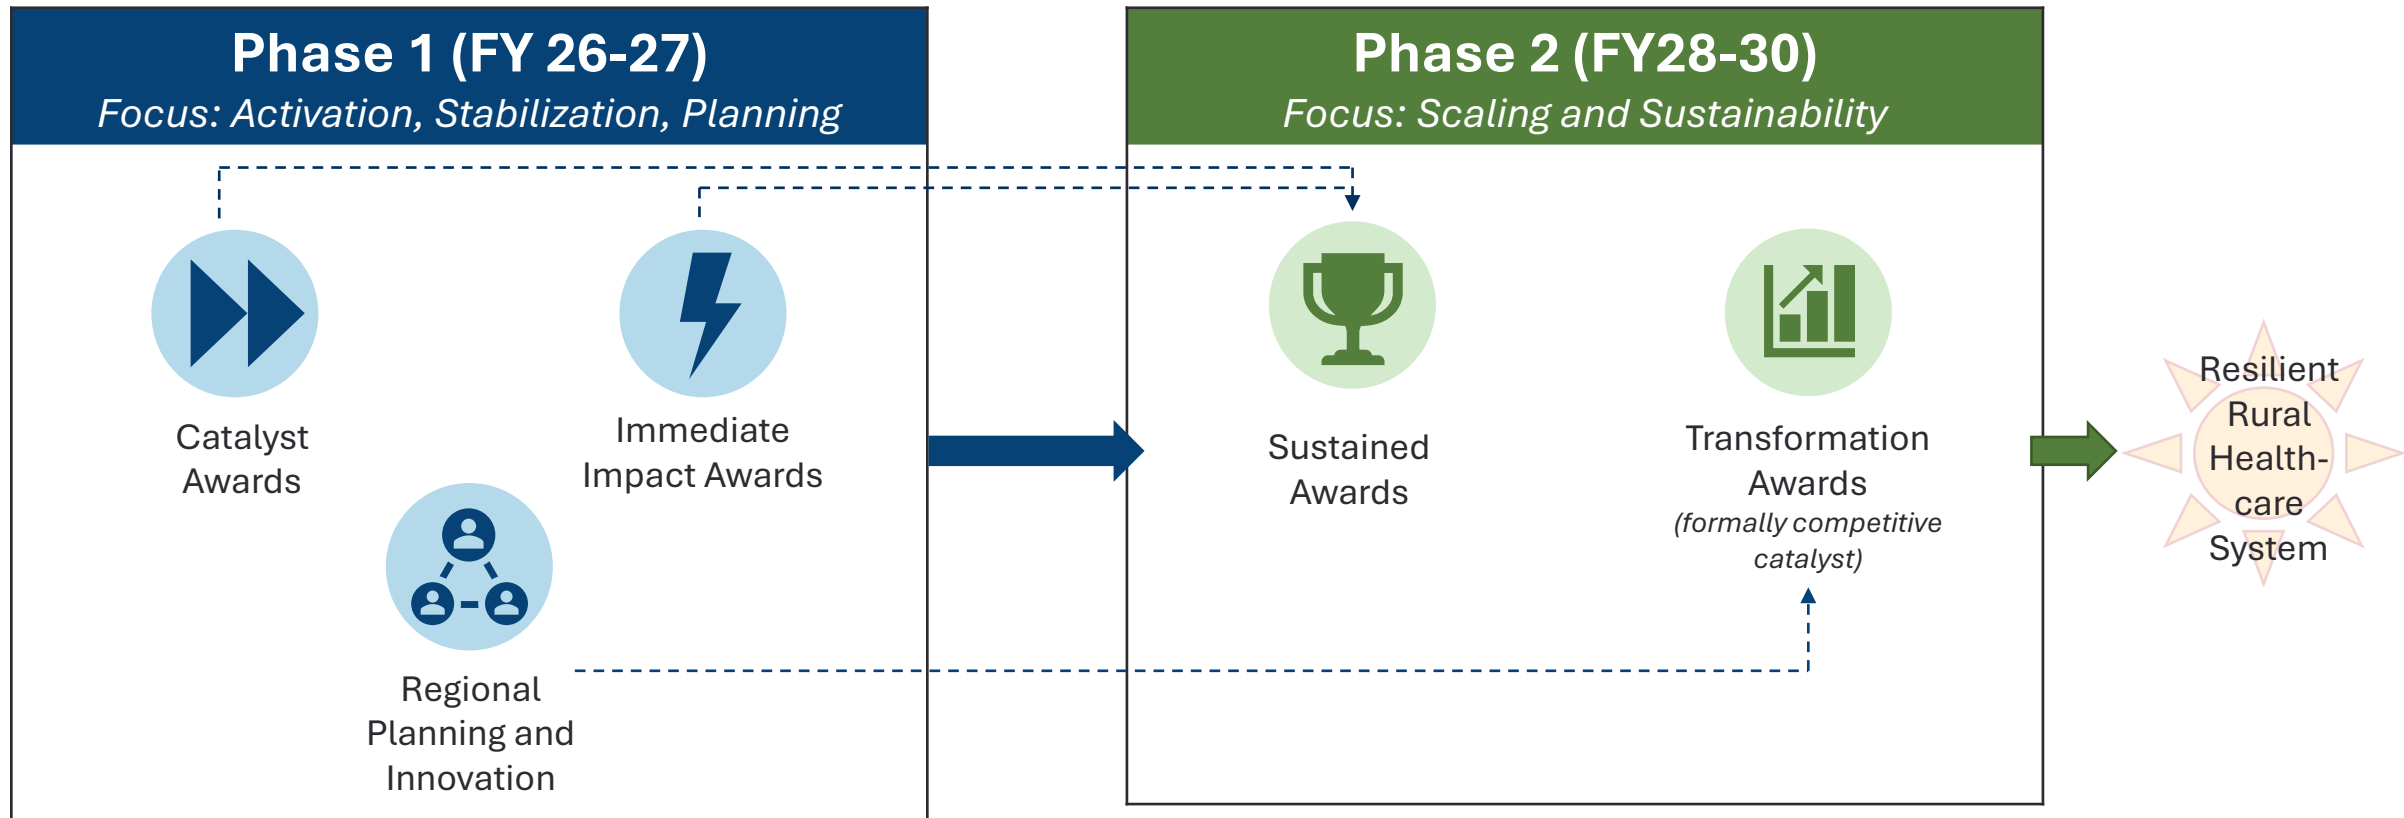 Phase 1 (FY 26-27)
Focus: Activation, Stabilization, Planning
Catalyst
Awards
Immediate
Impact Awards
Regional
Planning and
Innovation
Phase 2 (FY28-30)
Focus: Scaling and Sustainability
Sustained
Awards
Transformation
Awards
(formally competitive
catalyst)
Resilient
Rural
Health-
care
System